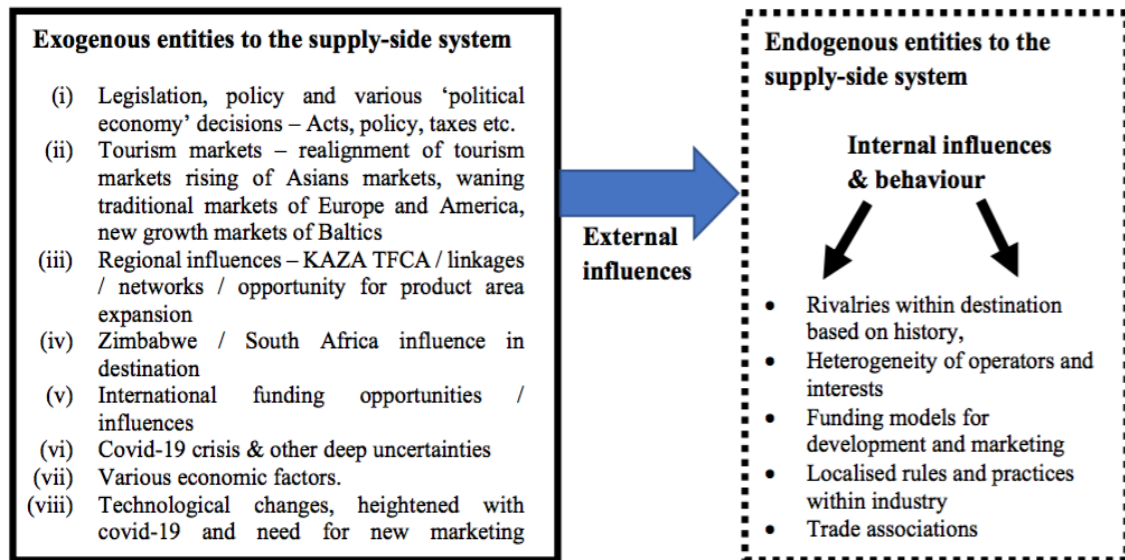 Exogenous entities to the supply-side system
(i) Legislation, policy and various ‘political
economy’ decisions – Acts, policy, taxes etc.
(ii) Tourism markets – realignment of tourism
markets rising of Asians markets, waning
traditional markets of Europe and America,
new growth markets of Baltics
(iii) Regional influences – KAZA TFCA / linkages
/ networks / opportunity for product area
expansion
(iv) Zimbabwe / South Africa influence in
destination
(v) International funding opportunities /
influences
(vi) Covid-19 crisis & other deep uncertainties
(vii) Various economic factors.
(viii) Technological changes, heightened with
covid-19 and need for new marketing
External
influences
Endogenous entities to the
supply-side system
Internal influences
& behaviour
• Rivalries within destination
based on history,
• Heterogeneity of operators and
interests
• Funding models for
development and marketing
• Localised rules and practices
within industry
• Trade associations